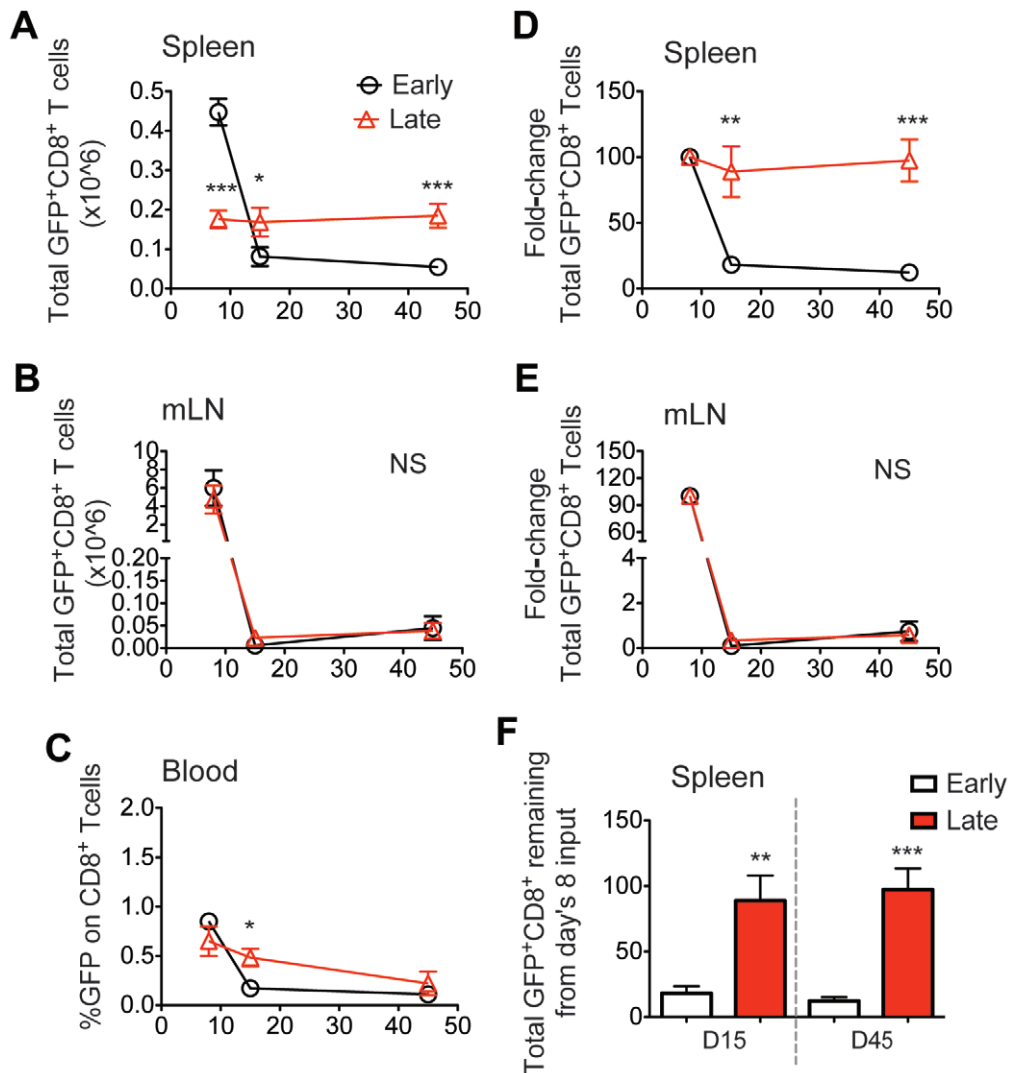 A
Spleen
Total GFP+CD8+ T cells
(x10^6)
0.5
0.4
0.3
0.2
0.1
0.0
0 10 20 30 40 50
Early
Late
***
*
***
D
Spleen
Fold-change
Total GFP+CD8+ Tcells
150
100
50
0
0 10 20 30 40 50
**
***
B
mLN
Total GFP+CD8+ T cells
(x10^6)
10
8
6
4
2
0.20
0.15
0.10
0.05
0.00
0 10 20 30 40 50
NS
E
mLN
Fold-change
Total GFP+CD8+ Tcells
150
120
90
60
4
2
0
0 10 20 30 40 50
NS
C
Blood
%GFP on CD8+ Tcells
2.0
1.5
1.0
0.5
0.0
0 10 20 30 40 50
*
F
Spleen
Total GFP+CD8+ remaining
from day's 8 input
150
100
50
0
Early
Late
**
***
D15 D45